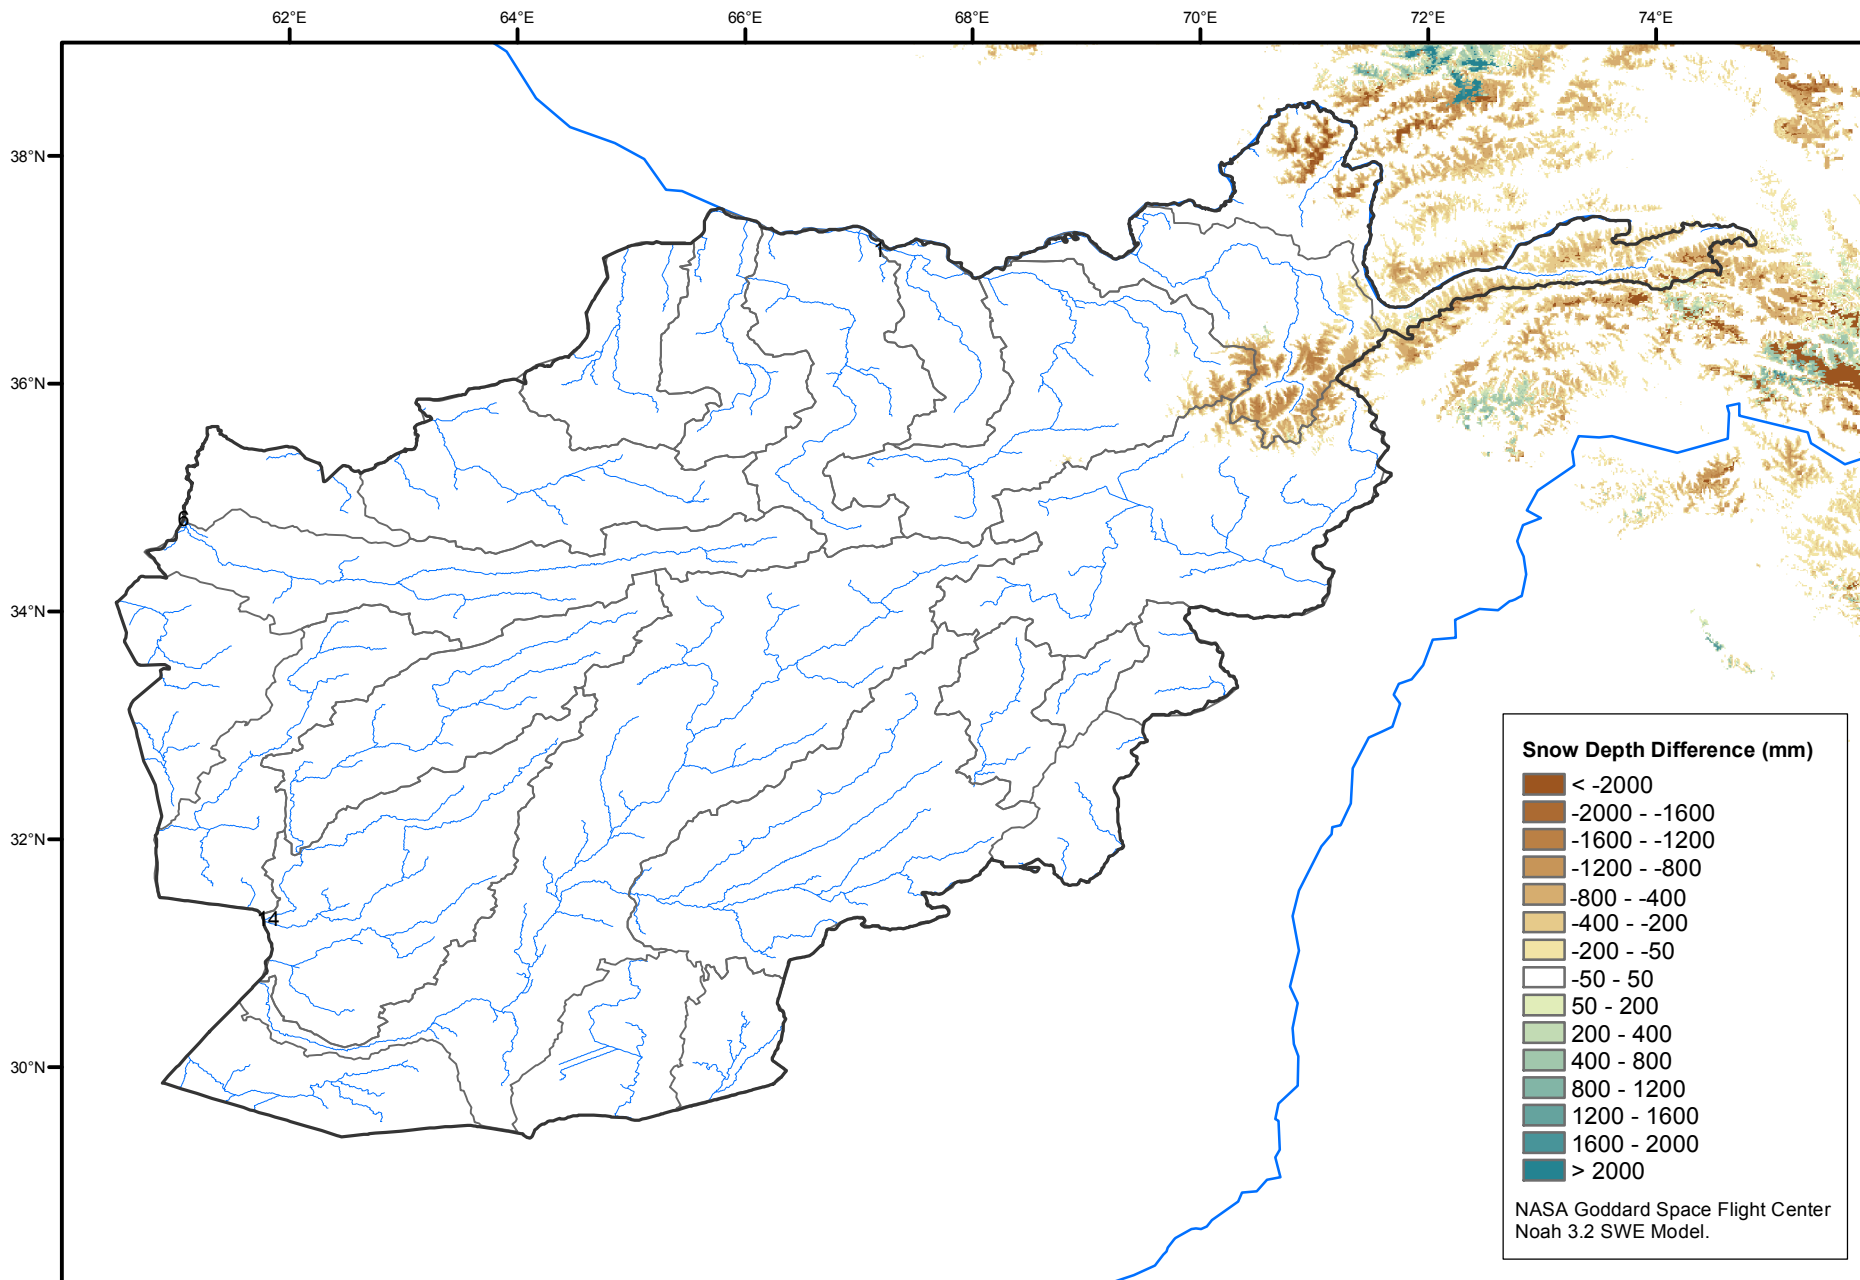 62°E 64°E 66°E 68°E 70°E 72°E 74°E
38°N
1
36°N
6
34°N
32°N
14
30°N
Snow Depth Difference (mm)
< -2000
-2000 - -1600
-1600 - -1200
-1200 - -800
-800 - -400
-400 - -200
-200 - -50
-50 - 50
50 - 200
200 - 400
400 - 800
800 - 1200
1200 - 1600
1600 - 2000
> 2000
NASA Goddard Space Flight Center
Noah 3.2 SWE Model.